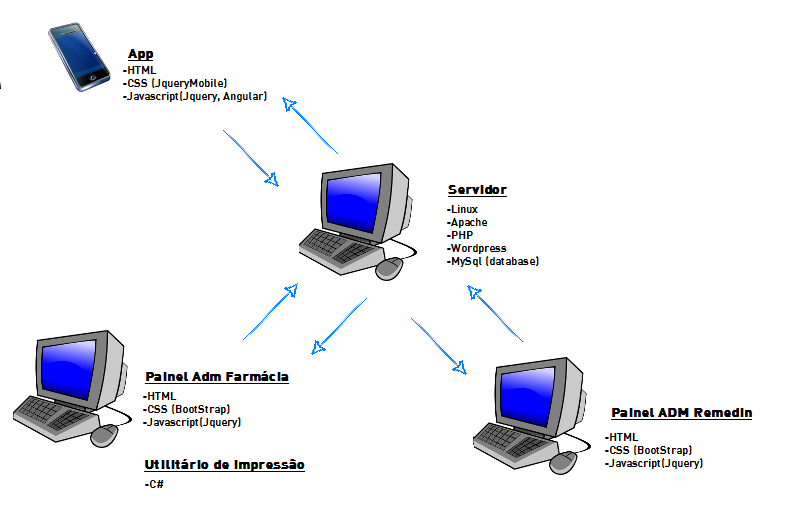 App
-HTML
-CSS (JqueryMobile)
-Javascript(Jquery, Angular)
Servidor
-Linux
-Apache
-PHP
-Wordpress
-MySql (database)
Painel Adm Farmácia
-HTML
-CSS (BootStrap)
-Javascript(Jquery)
Utilitário de Impressão
-C#
Painel ADM Remedin
-HTML
-CSS (BootStrap)
-Javascript(Jquery)